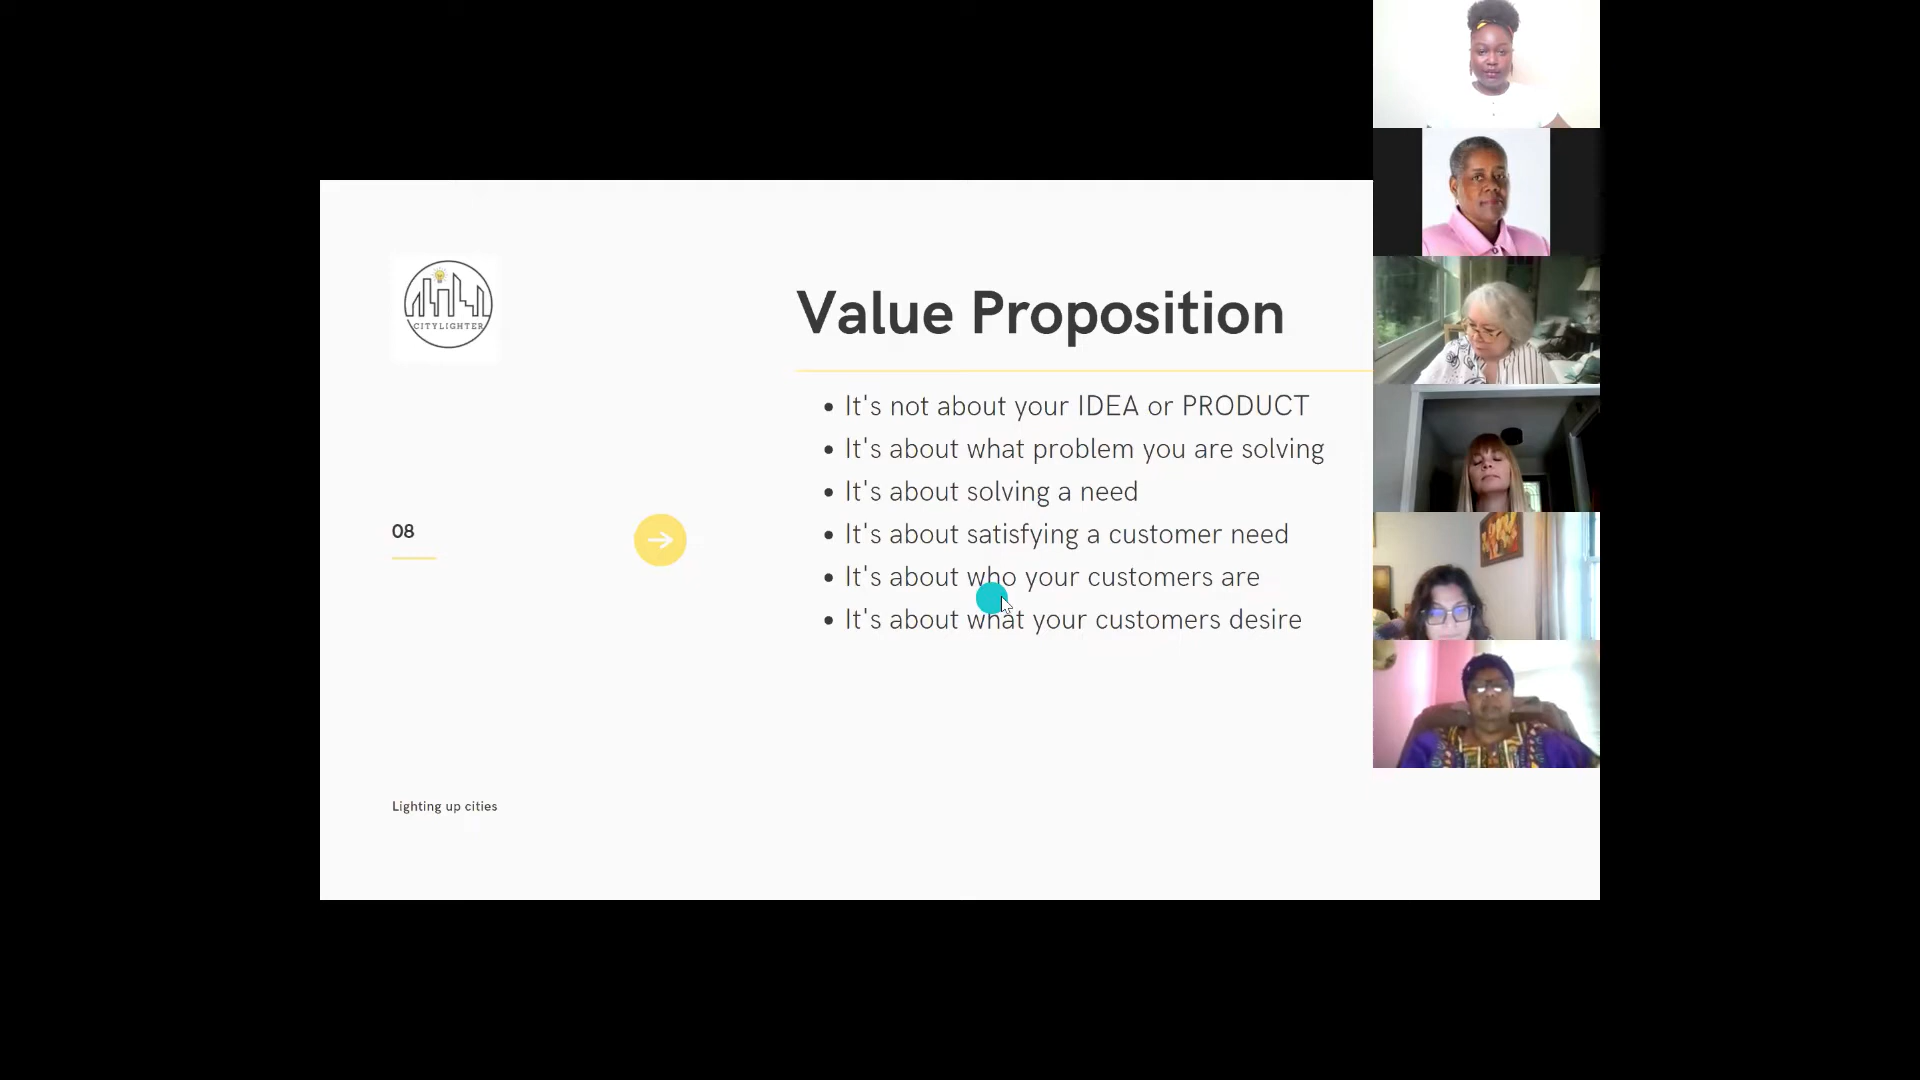 CITYLIGHTER
Value Proposition
It's not about your IDEA or PRODUCT
It's about what problem you are solving
It's about solving a need
It's about satisfying a customer need
It's about who your customers are
It's about what your customers desire
08
Lighting up cities